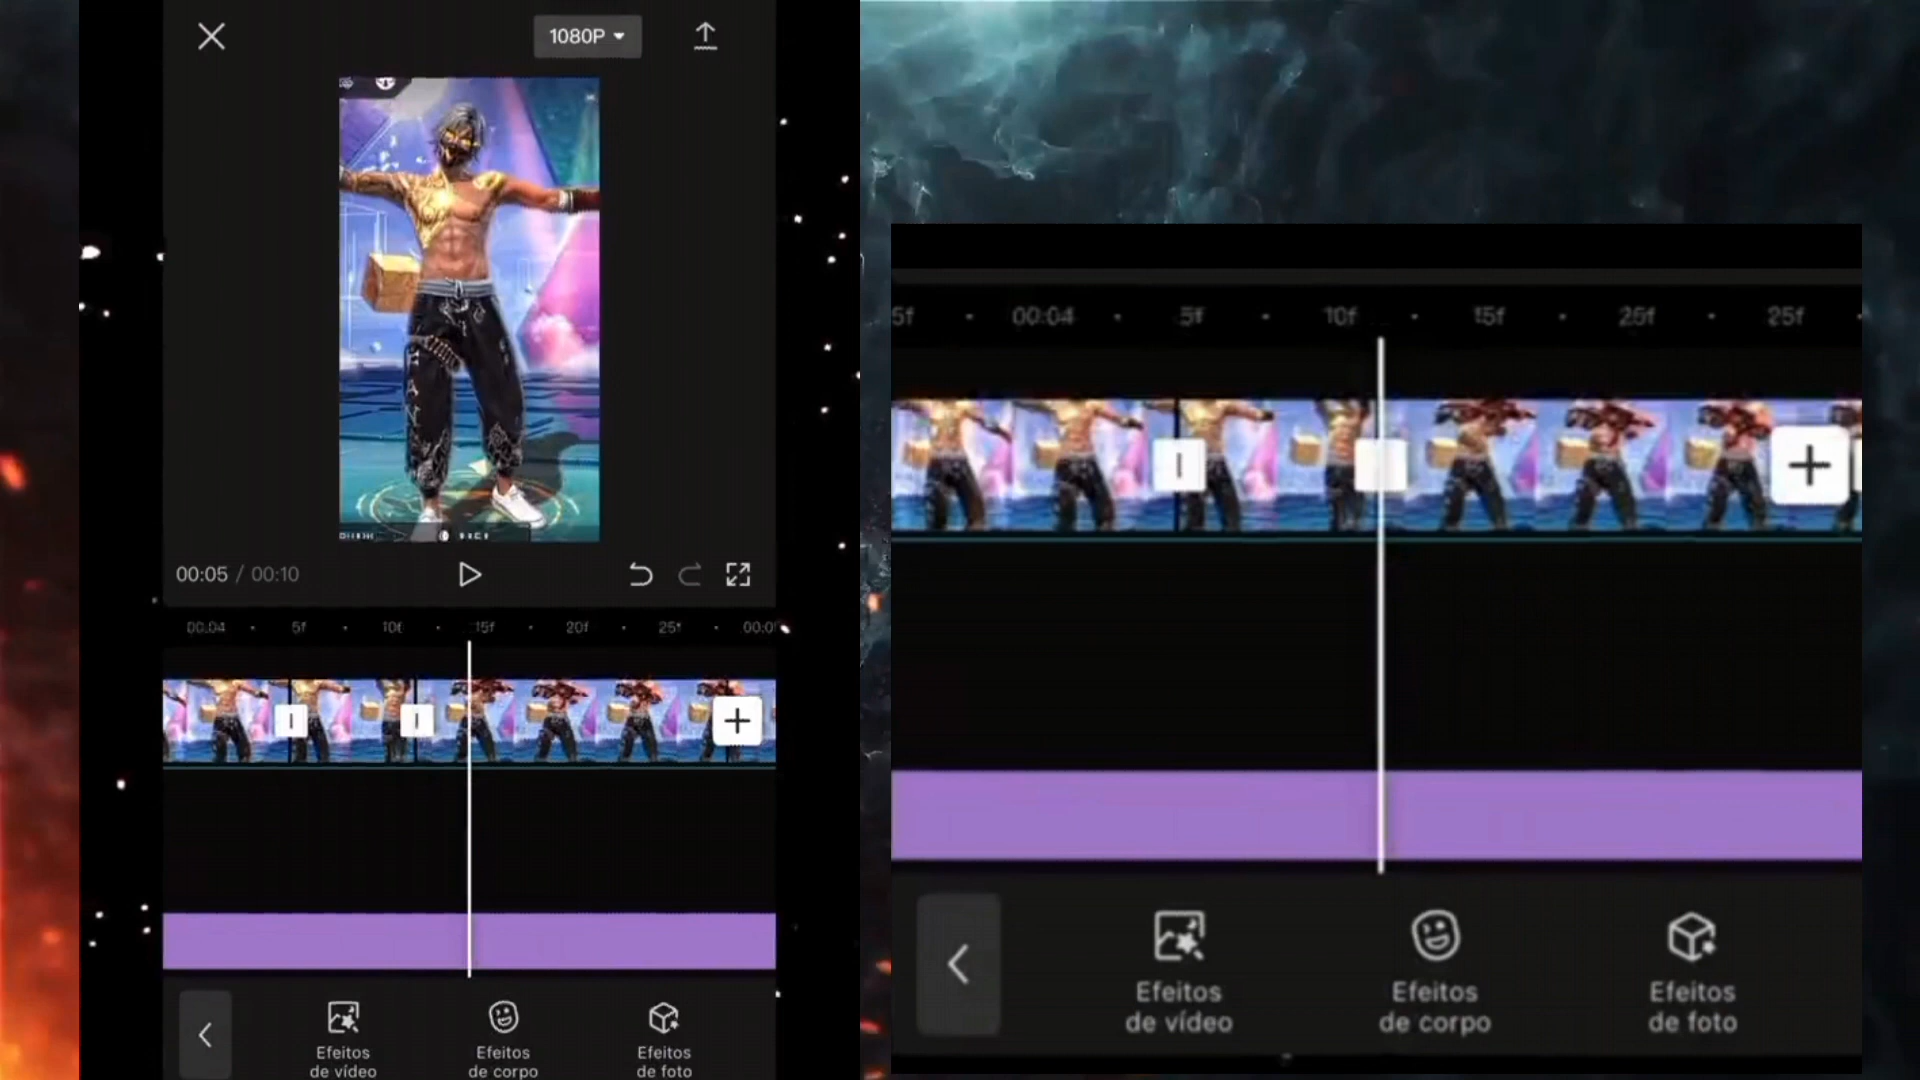 1080P
00:05 / 00:10
00:04 5f 10f 15f 20f 25f
Efeitos
de vídeo
Efeitos
de corpo
Efeitos
de foto
5f 00:04 5f 10f 15f 25f
Efeitos
de vídeo
Efeitos
de corpo
Efeitos
de foto